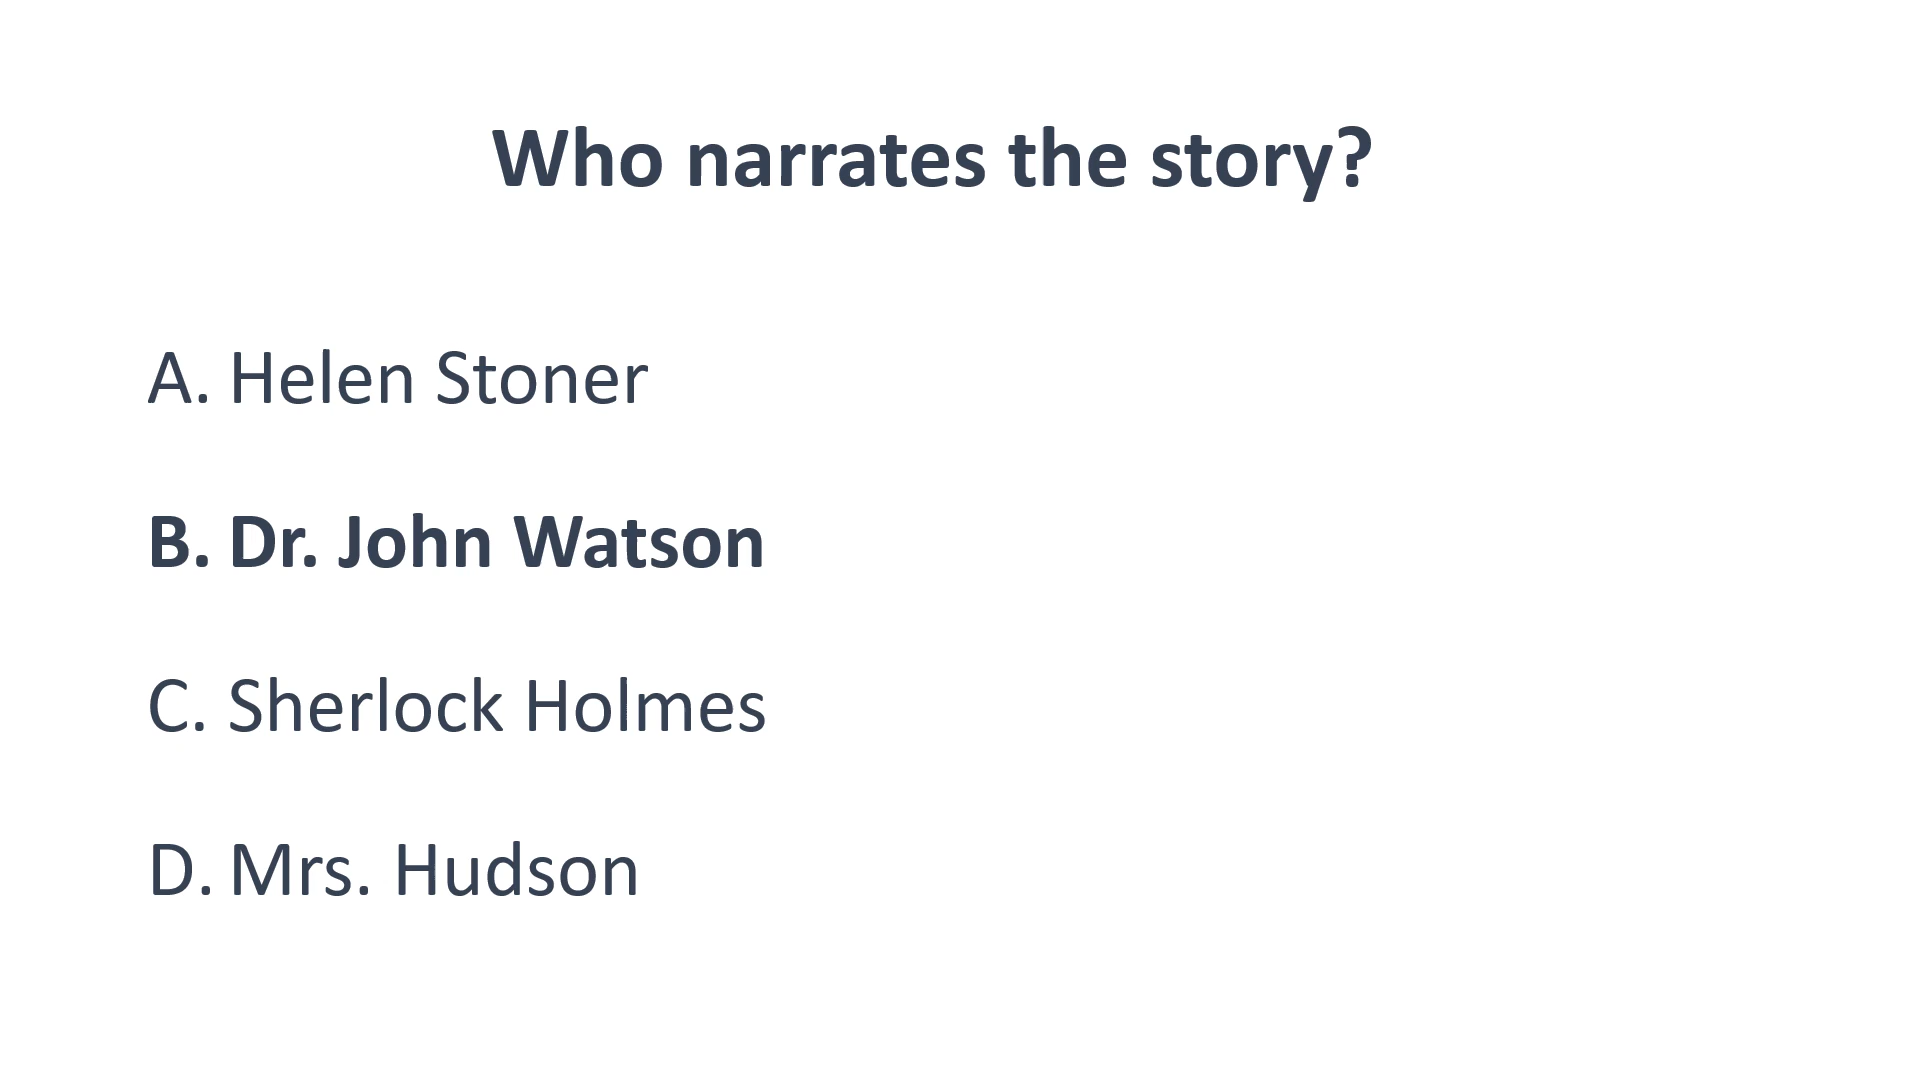 Who narrates the story?
A. Helen Stoner
B. Dr. John Watson
C. Sherlock Holmes
D. Mrs. Hudson